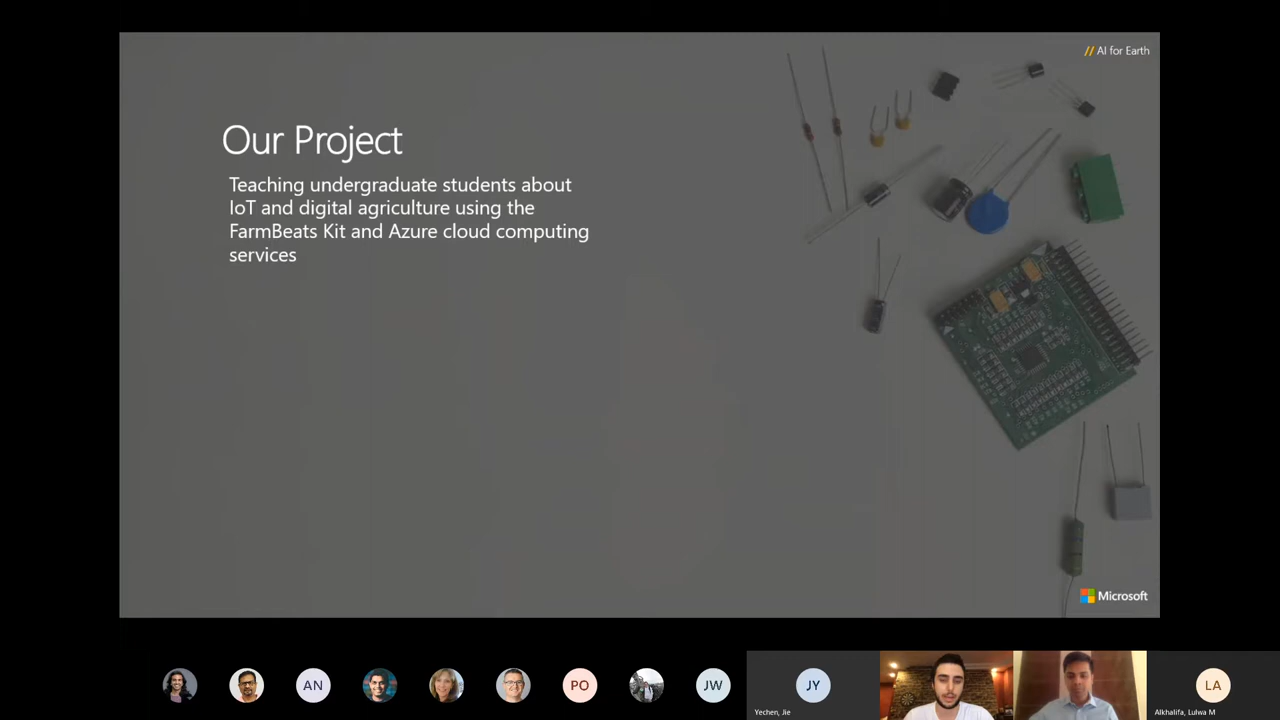 // AI for Earth
Our Project
Teaching undergraduate students about
IoT and digital agriculture using the
FarmBeats Kit and Azure cloud computing
services
Microsoft
AN
PO
JW
JY
LA
Yechen, Jie
Alkhalifa, Lulwa M